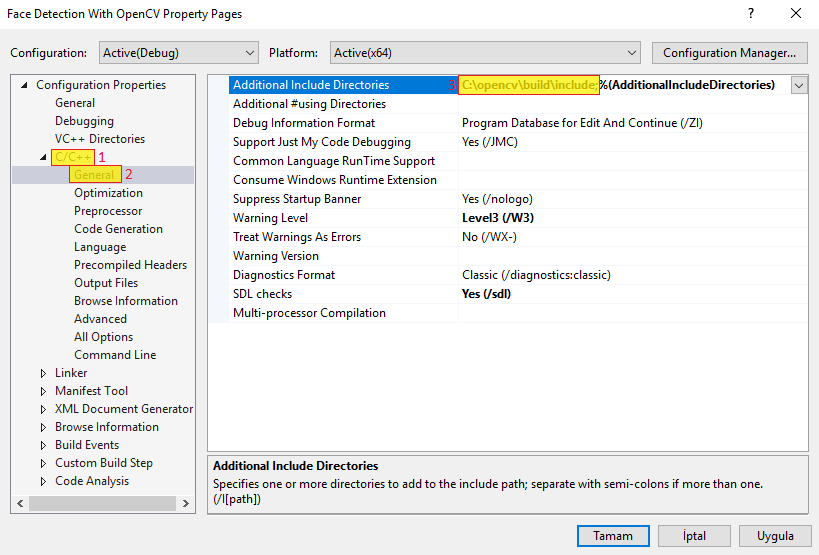 Face Detection With OpenCV Property Pages
Configuration: Active(Debug) Platform: Active(x64) Configuration Manager...
Configuration Properties
General
Debugging
VC++ Directories
C/C++ 1
General 2
Optimization
Preprocessor
Code Generation
Language
Precompiled Headers
Output Files
Browse Information
Advanced
All Options
Command Line
Linker
Manifest Tool
XML Document Generator
Browse Information
Build Events
Custom Build Step
Code Analysis
Additional Include Directories 3 C:\opencv\build\include;%(AdditionalIncludeDirectories)
Additional #using Directories
Debug Information Format Program Database for Edit And Continue (/ZI)
Support Just My Code Debugging Yes (/JMC)
Common Language RunTime Support
Consume Windows Runtime Extension
Suppress Startup Banner Yes (/nologo)
Warning Level Level3 (/W3)
Treat Warnings As Errors No (/WX-)
Warning Version
Diagnostics Format Classic (/diagnostics:classic)
SDL checks Yes (/sdl)
Multi-processor Compilation
Additional Include Directories
Specifies one or more directories to add to the include path; separate with semi-colons if more than one.
(/I[path])
Tamam İptal Uygula